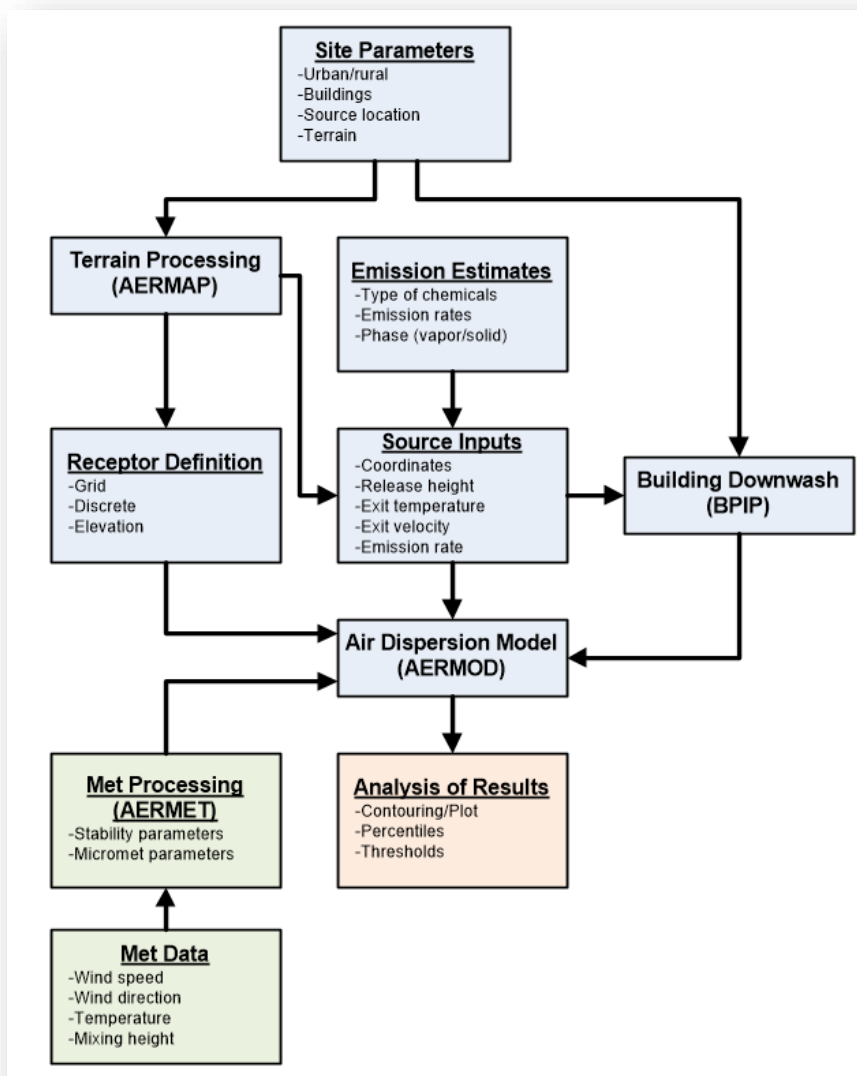 Site Parameters
-Urban/rural
-Buildings
-Source location
-Terrain
Terrain Processing
(AERMAP)
Emission Estimates
-Type of chemicals
-Emission rates
-Phase (vapor/solid)
Receptor Definition
-Grid
-Discrete
-Elevation
Source Inputs
-Coordinates
-Release height
-Exit temperature
-Exit velocity
-Emission rate
Building Downwash
(BPIP)
Air Dispersion Model
(AERMOD)
Met Processing
(AERMET)
-Stability parameters
-Micromet parameters
Analysis of Results
-Contouring/Plot
-Percentiles
-Thresholds
Met Data
-Wind speed
-Wind direction
-Temperature
-Mixing height